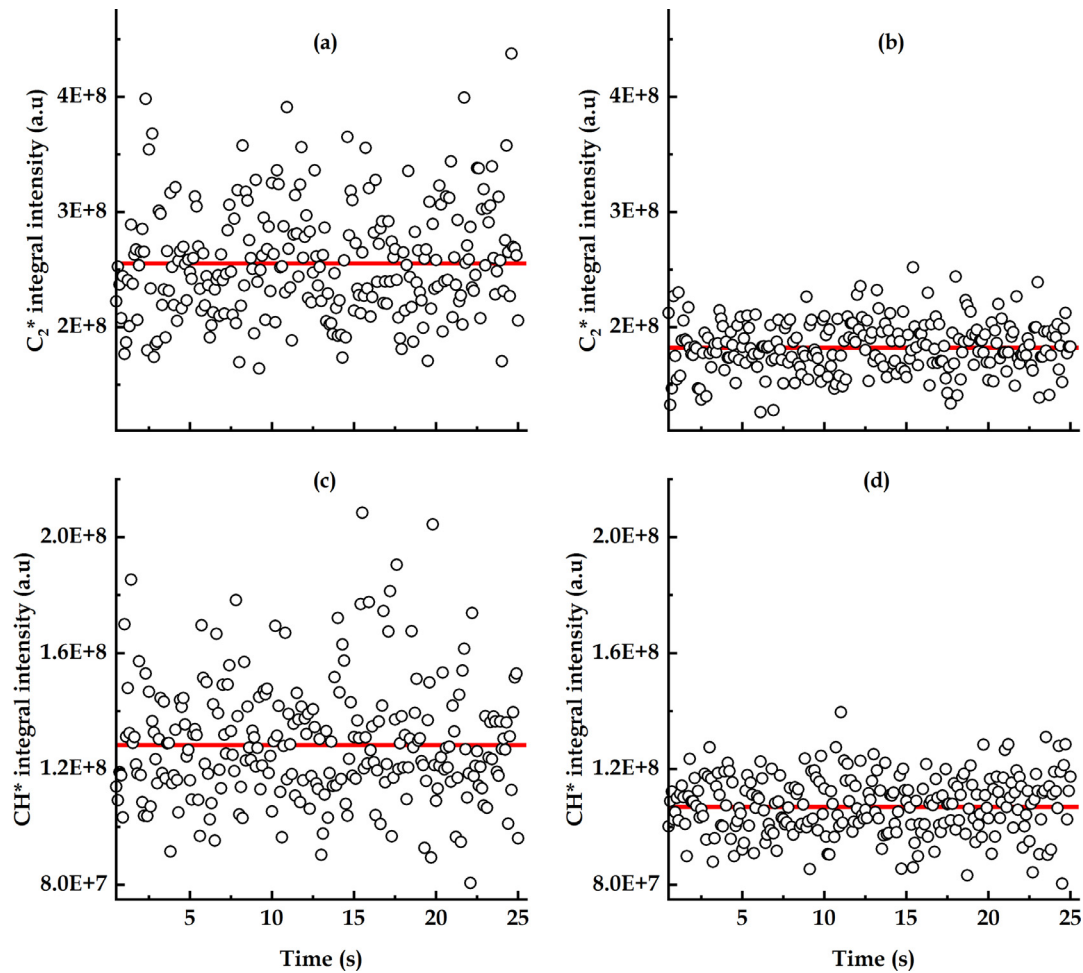 (a)
C₂* integral intensity (a.u)
4E+8
3E+8
2E+8
(b)
C₂* integral intensity (a.u)
4E+8
3E+8
2E+8
(c)
CH* integral intensity (a.u)
2.0E+8
1.6E+8
1.2E+8
8.0E+7
5 10 15 20 25
Time (s)
(d)
CH* integral intensity (a.u)
2.0E+8
1.6E+8
1.2E+8
8.0E+7
5 10 15 20 25
Time (s)